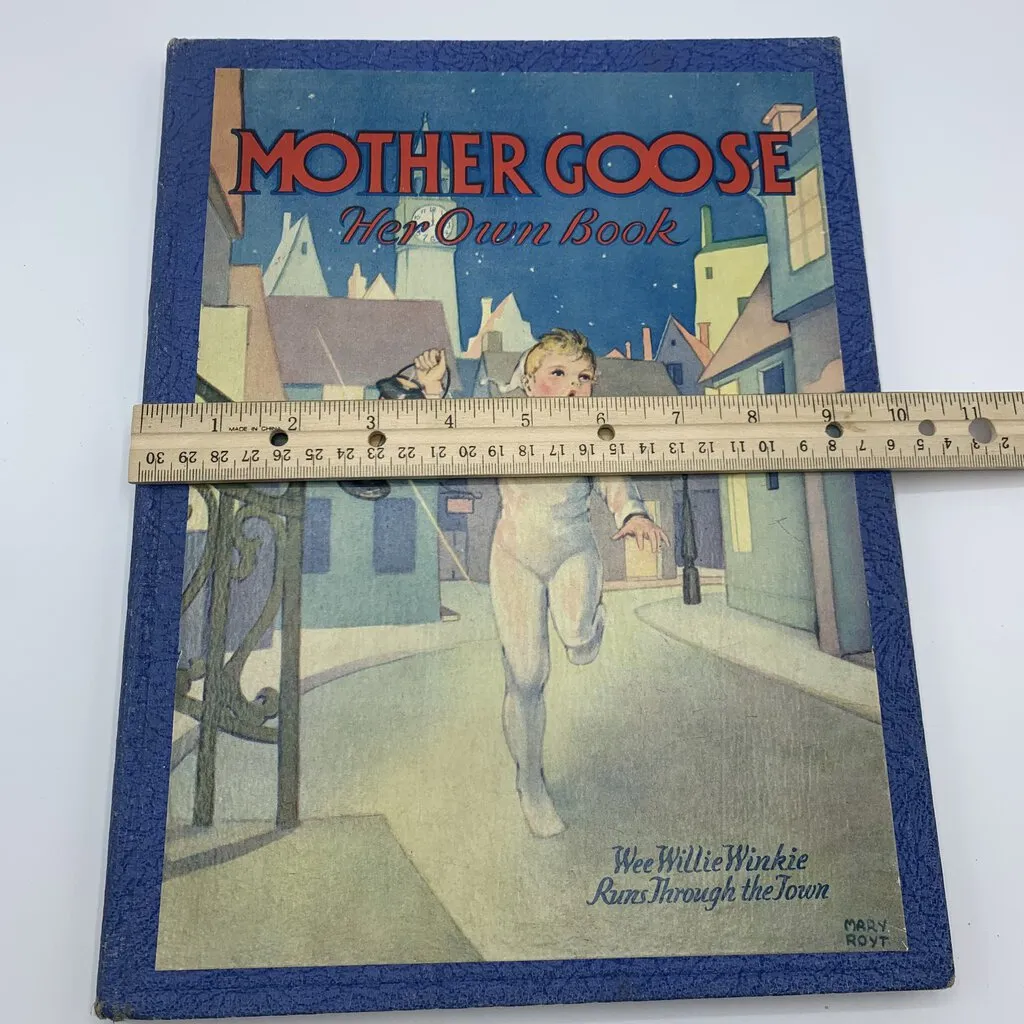 MOTHER GOOSE
Her Own Book
1 2 3 4 5 6 7 8 9 10 11
MADE IN CHINA
30 29 28 27 26 25 24 23 22 21 20 19 18 17 16 15 14 13 12 11 10 9 8 7 6 5 4 3 2
Wee Willie Winkie
Runs Through the Town
MARY
ROYT